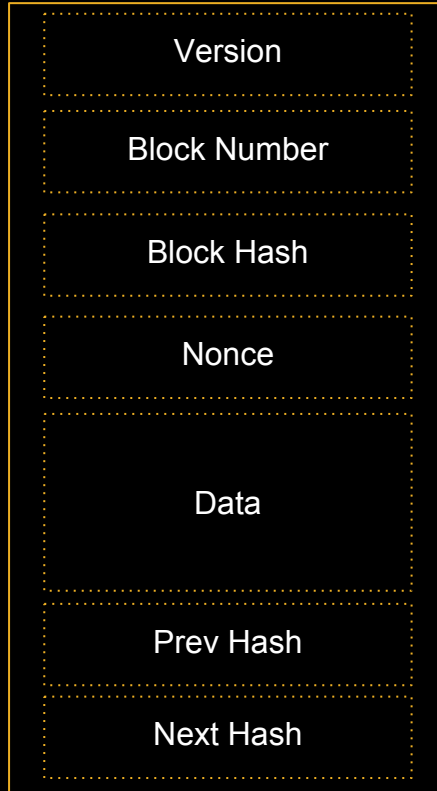 Version
Block Number
Block Hash
Nonce
Data
Prev Hash
Next Hash